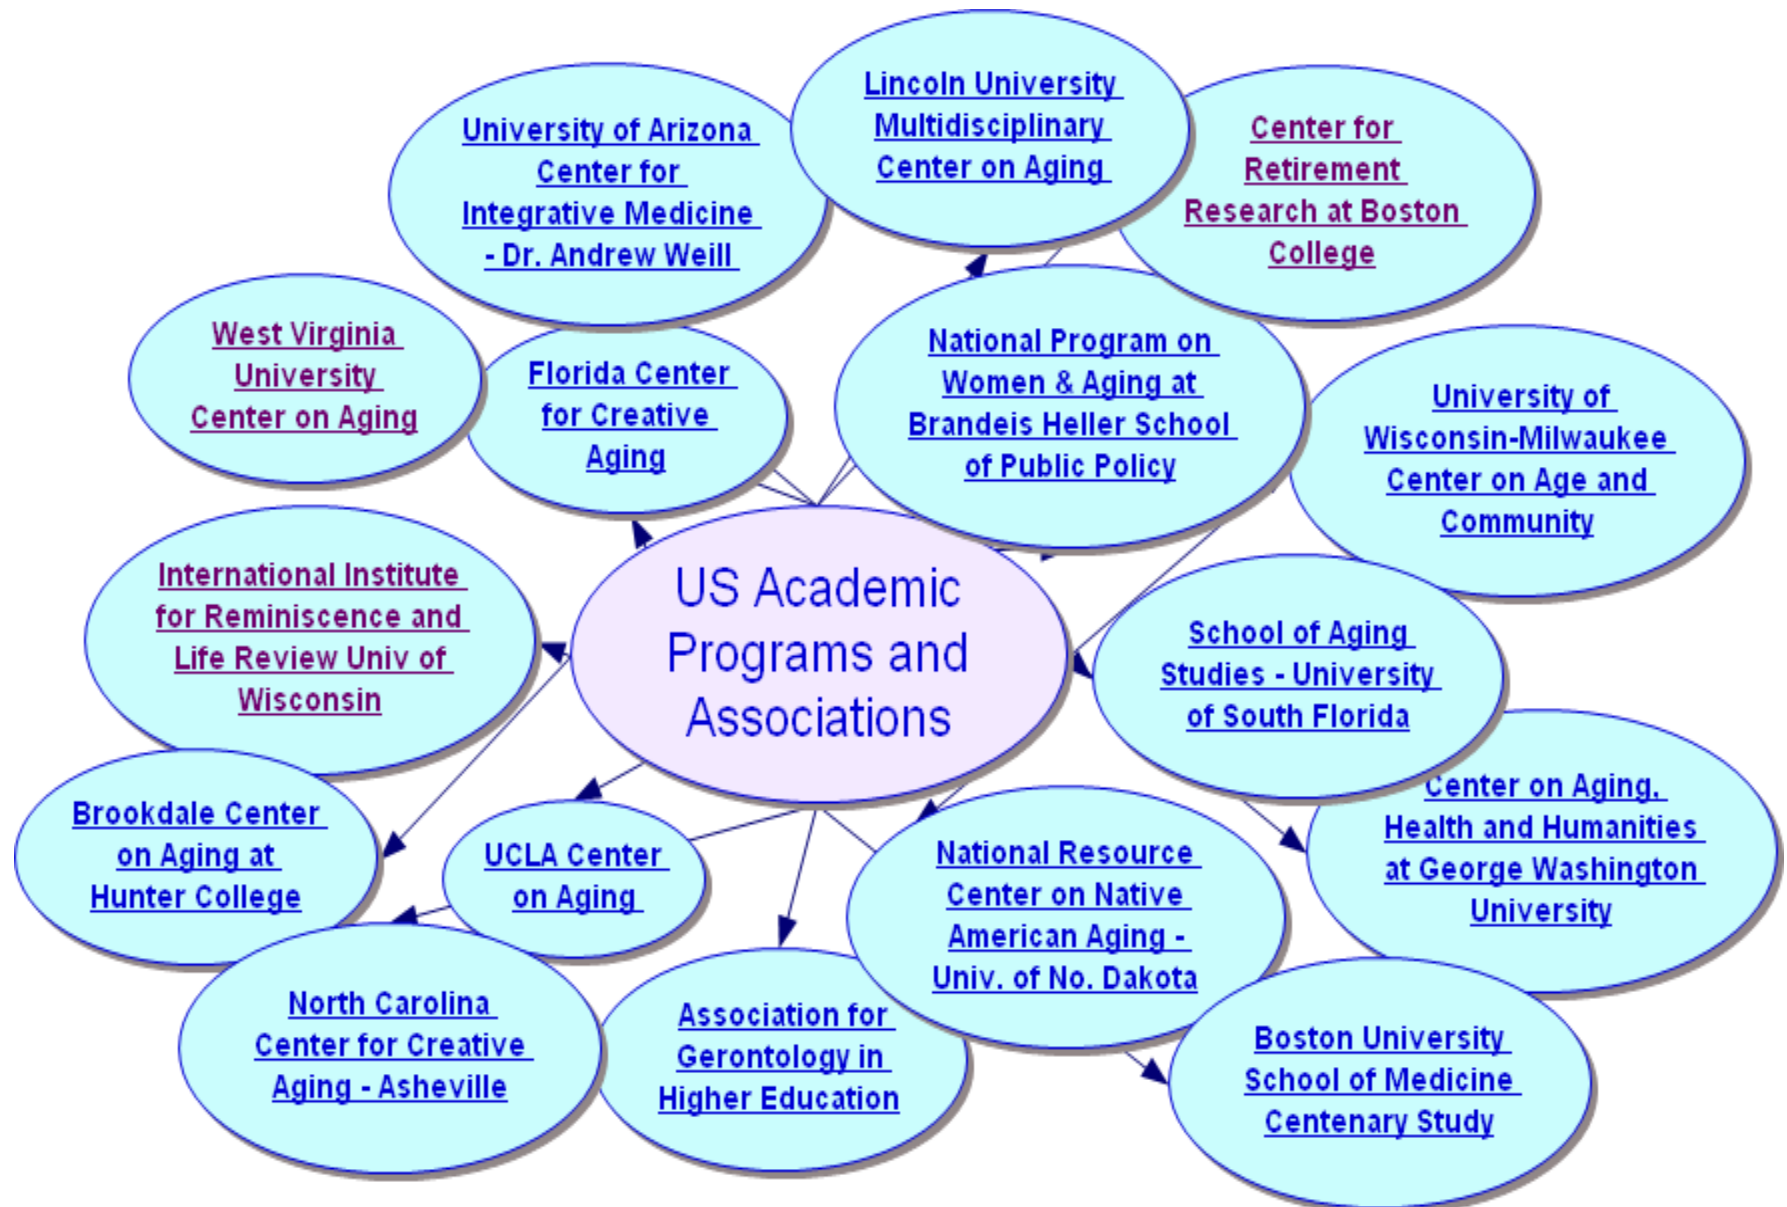 Lincoln University
Multidisciplinary
Center on Aging
University of Arizona
Center for
Integrative Medicine
- Dr. Andrew Weill
Center for
Retirement
Research at Boston
College
West Virginia
University
Center on Aging
Florida Center
for Creative
Aging
National Program on
Women & Aging at
Brandeis Heller School
of Public Policy
University of
Wisconsin-Milwaukee
Center on Age and
Community
International Institute
for Reminiscence and
Life Review Univ of
Wisconsin
US Academic
Programs and
Associations
School of Aging
Studies - University
of South Florida
Brookdale Center
on Aging at
Hunter College
UCLA Center
on Aging
National Resource
Center on Native
American Aging -
Univ. of No. Dakota
Center on Aging,
Health and Humanities
at George Washington
University
North Carolina
Center for Creative
Aging - Asheville
Association for
Gerontology in
Higher Education
Boston University
School of Medicine
Centenary Study